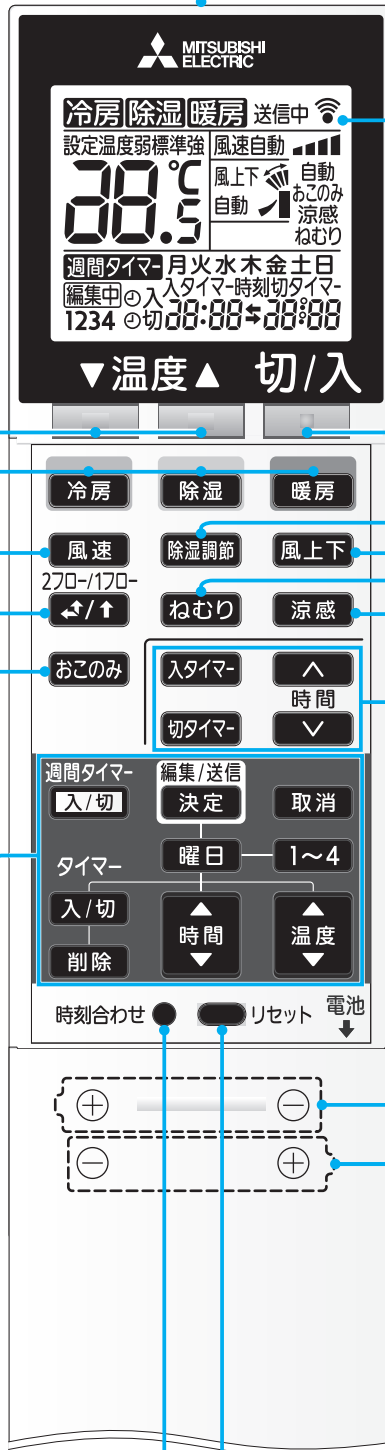 MITSUBISHI
ELECTRIC
冷房 除湿 暖房 送信中
設定温度弱標準強 風速自動
88.5℃ 風上下 自動
自動 おこのみ
涼感
ねむり
週間タイマー 月火水木金土日
編集中 入 入タイマー時刻切タイマー
1234 切 88:88 88:88
▼温度▲ 切/入
冷房 除湿 暖房
風速 除湿調節 風上下
2フロー/1フロー
/↑ ねむり 涼感
おこのみ 入タイマー ∧
時間
切タイマー ∨
週間タイマー 編集/送信
入/切 決定 取消
曜日 1～4
タイマー
入/切 ▲ ▲
時間 温度
削除 ▼ ▼
時刻合わせ リセット 電池
⊕ ⊖
⊖ ⊕